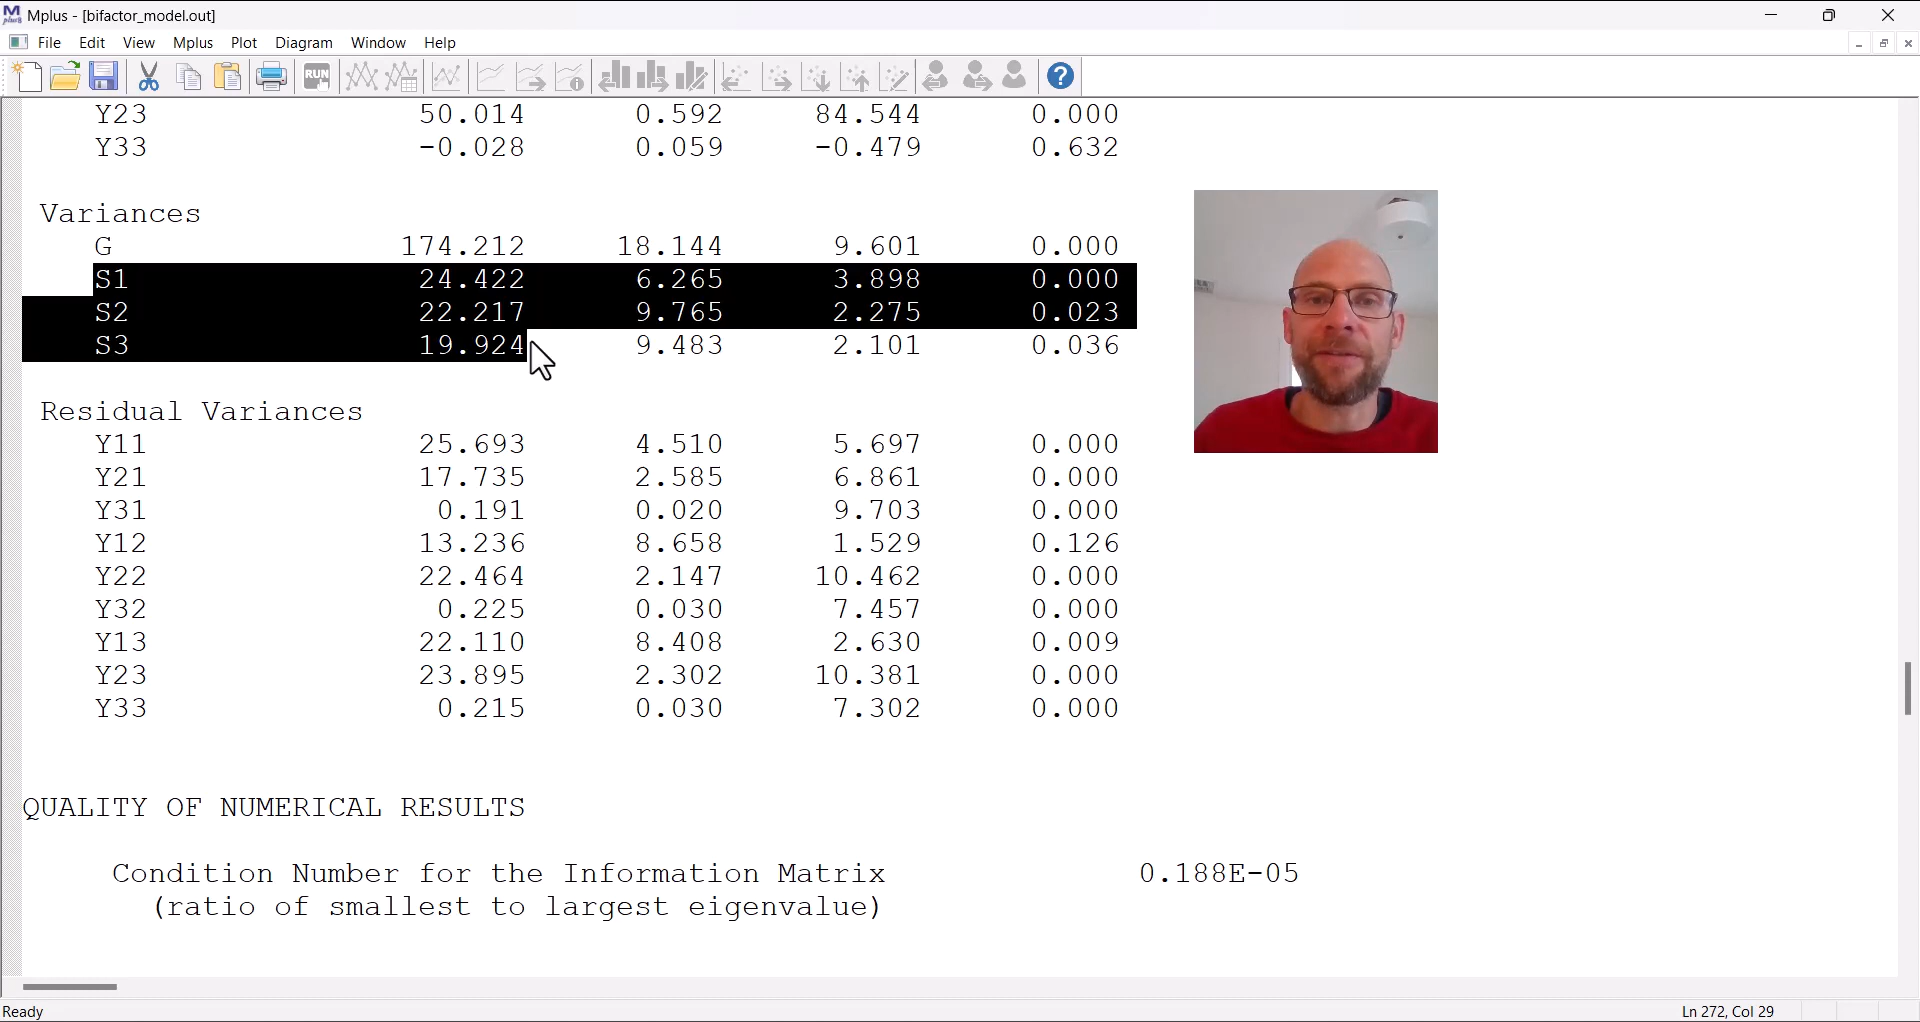 Mplus - [bifactor_model.out]
File Edit View Mplus Plot Diagram Window Help
RUN
Y23 50.014 0.592 84.544 0.000
Y33 -0.028 0.059 -0.479 0.632
Variances
G 174.212 18.144 9.601 0.000
S1 24.422 6.265 3.898 0.000
S2 22.217 9.765 2.275 0.023
S3 19.924 9.483 2.101 0.036
Residual Variances
Y11 25.693 4.510 5.697 0.000
Y21 17.735 2.585 6.861 0.000
Y31 0.191 0.020 9.703 0.000
Y12 13.236 8.658 1.529 0.126
Y22 22.464 2.147 10.462 0.000
Y32 0.225 0.030 7.457 0.000
Y13 22.110 8.408 2.630 0.009
Y23 23.895 2.302 10.381 0.000
Y33 0.215 0.030 7.302 0.000
QUALITY OF NUMERICAL RESULTS
Condition Number for the Information Matrix 0.188E-05
(ratio of smallest to largest eigenvalue)
Ready Ln 272, Col 29